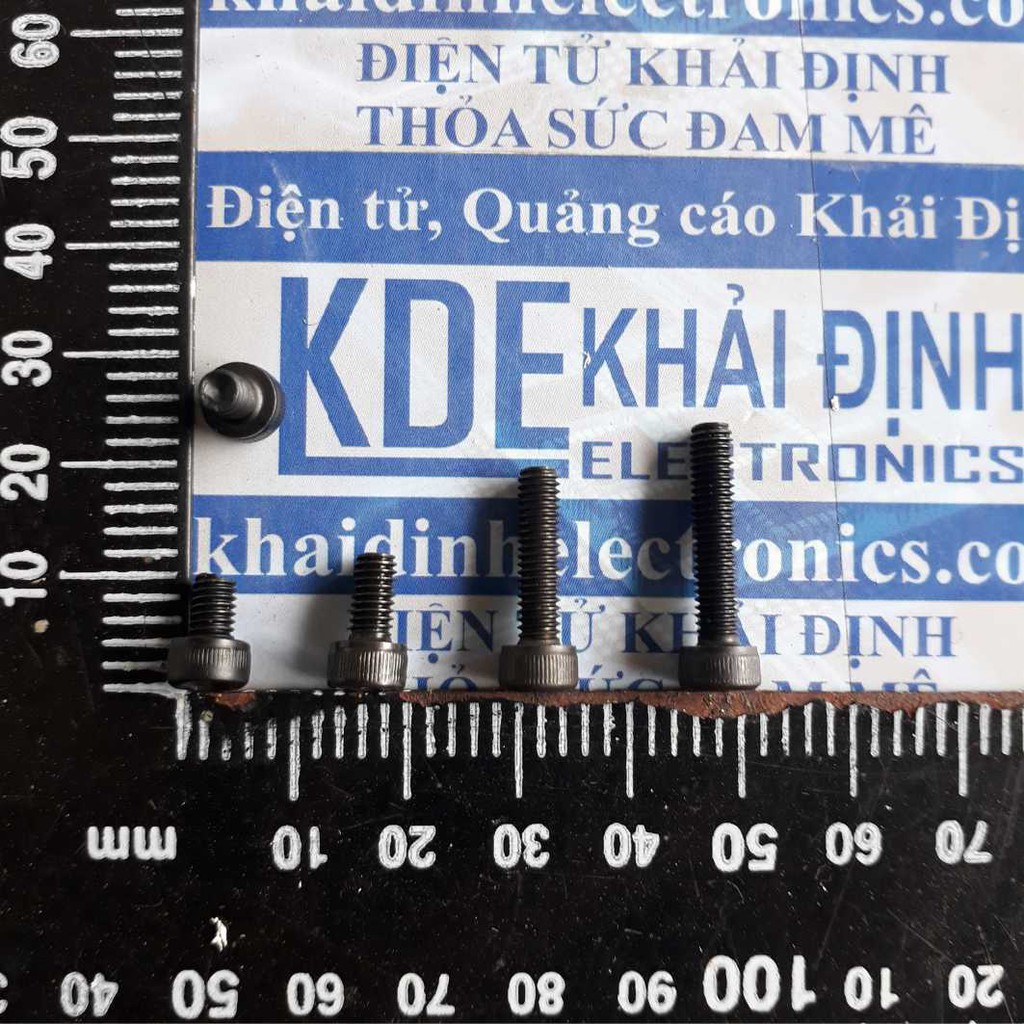 khaidinhelectronics.co
ĐIỆN TỬ KHẢI ĐỊNH
THỎA SỨC ĐAM MÊ
Điện tử, Quảng cáo Khải Đị
KDE KHẢI ĐỊNH
ELECTRONICS
khaidinhelectronics.co
ĐIỆN TỬ KHẢI ĐỊNH
60
50
40
30
20
10
mm 10 20 30 40 50 60 70
40 50 60 70 80 90 100 10 20